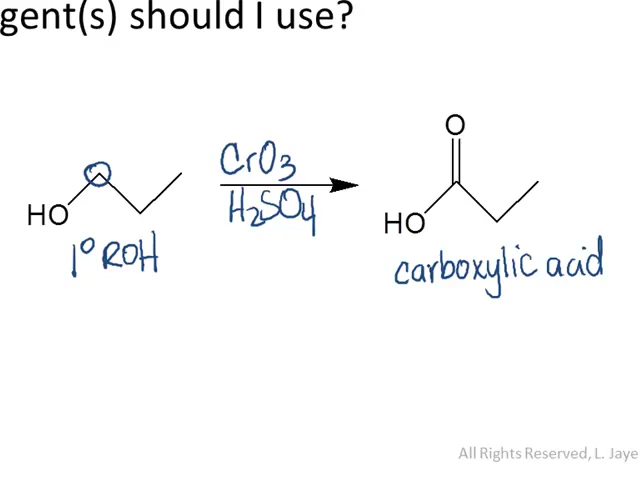 gent(s) should I use?
CrO3
H2SO4
HO
1° ROH
O
HO
carboxylic acid
All Rights Reserved, L. Jaye